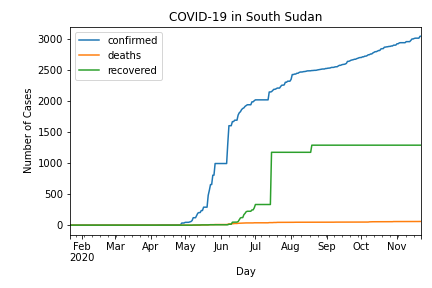 COVID-19 in South Sudan
confirmed
deaths
recovered
Number of Cases
3000
2500
2000
1500
1000
500
0
Feb Mar Apr May Jun Jul Aug Sep Oct Nov
2020
Day